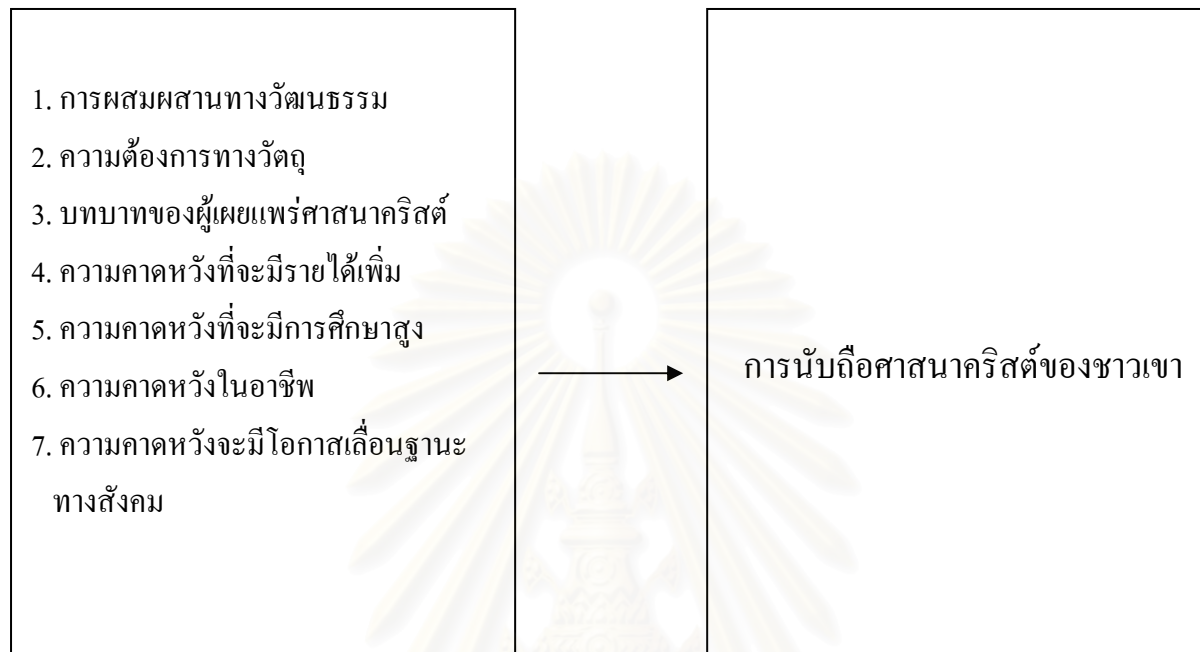 1. การผสมผสานทางวัฒนธรรม
2. ความต้องการทางวัตถุ
3. บทบาทของผู้เผยแพร่ศาสนาคริสต์
4. ความคาดหวังที่จะมีรายได้เพิ่ม
5. ความคาดหวังที่จะมีการศึกษาสูง
6. ความคาดหวังในอาชีพ
7. ความคาดหวังจะมีโอกาสเลื่อนฐานะ
ทางสังคม
การนับถือศาสนาคริสต์ของชาวเขา